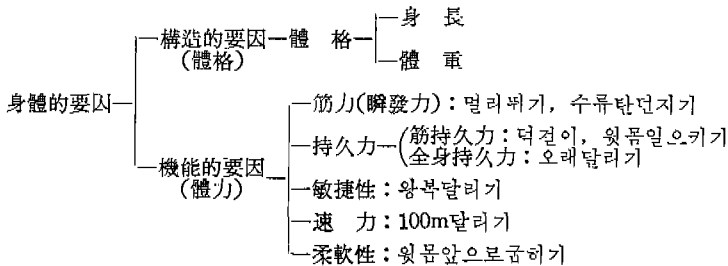 身 長
構造的要因 體 格
(體格)
體 重
身體的要因
筋力(瞬發力) : 멀리뛰기, 수류탄던지기
持久力 (筋持久力 : 턱걸이, 윗몸일으키기
全身持久力 : 오래달리기
機能的要因
(體力)
敏捷性 : 왕복달리기
速 力 : 100m달리기
柔軟性 : 윗몸앞으로굽히기